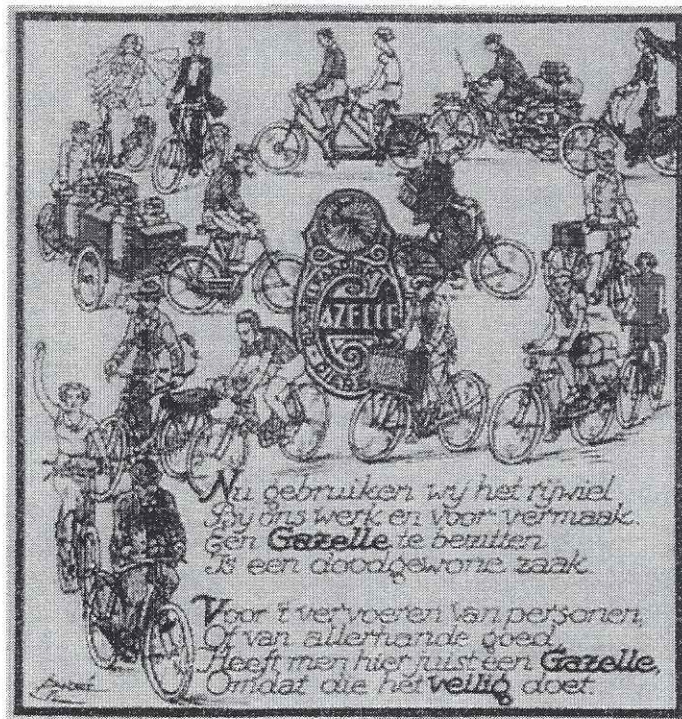 GAZELLE
Nu gebruiken wij het rijwiel
Bij ons werk en voor vermaak.
Een Gazelle te bezitten
Is een doodgewone zaak.
Voor 't vervoeren van personen,
Of van allerhande goed,
Heeft men hier juist een Gazelle,
Omdat die het veilig doet.